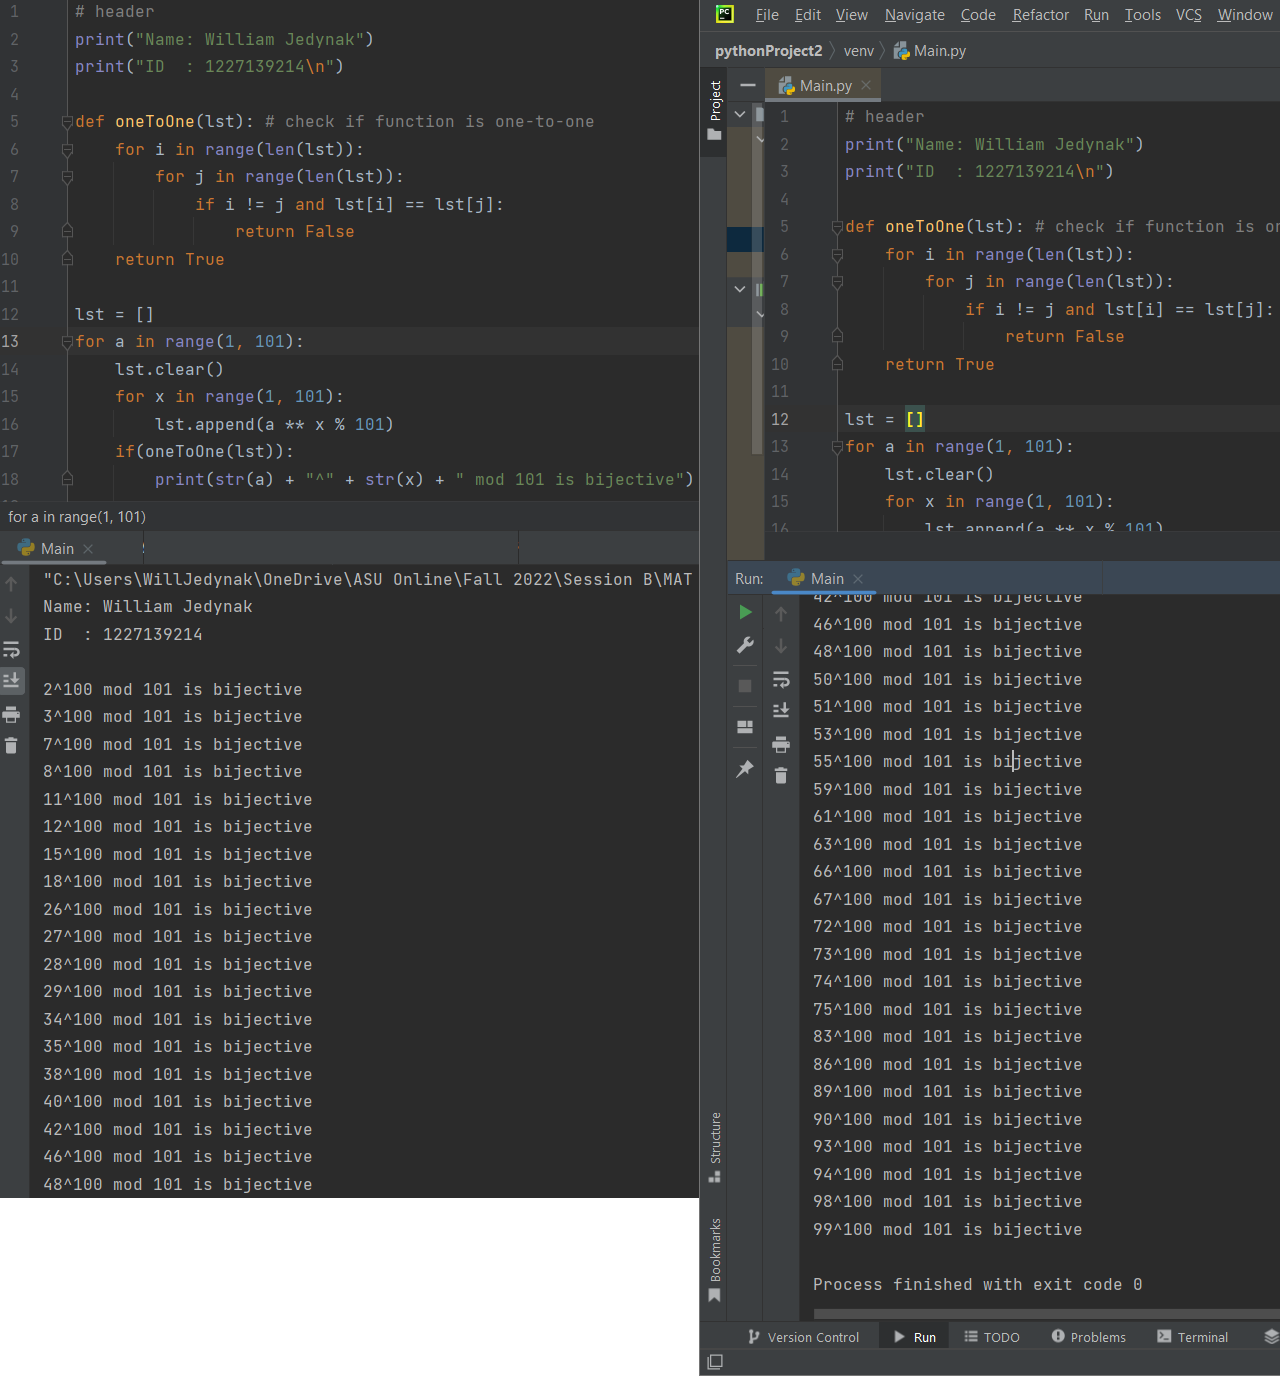 1 # header
2 print("Name: William Jedynak")
3 print("ID  : 1227139214\n")
4
5 def oneToOne(lst): # check if function is one-to-one
6     for i in range(len(lst)):
7         for j in range(len(lst)):
8             if i != j and lst[i] == lst[j]:
9                 return False
10     return True
11
12 lst = []
13 for a in range(1, 101):
14     lst.clear()
15     for x in range(1, 101):
16         lst.append(a ** x % 101)
17     if(oneToOne(lst)):
18         print(str(a) + "^" + str(x) + " mod 101 is bijective")
for a in range(1, 101)
Main
"C:\Users\WillJedynak\OneDrive\ASU Online\Fall 2022\Session B\MAT
Name: William Jedynak
ID  : 1227139214
2^100 mod 101 is bijective
3^100 mod 101 is bijective
7^100 mod 101 is bijective
8^100 mod 101 is bijective
11^100 mod 101 is bijective
12^100 mod 101 is bijective
15^100 mod 101 is bijective
18^100 mod 101 is bijective
26^100 mod 101 is bijective
27^100 mod 101 is bijective
28^100 mod 101 is bijective
29^100 mod 101 is bijective
34^100 mod 101 is bijective
35^100 mod 101 is bijective
38^100 mod 101 is bijective
40^100 mod 101 is bijective
42^100 mod 101 is bijective
46^100 mod 101 is bijective
48^100 mod 101 is bijective
PC File Edit View Navigate Code Refactor Run Tools VCS Window
pythonProject2 venv Main.py
Project
Main.py
1 # header
2 print("Name: William Jedynak")
3 print("ID  : 1227139214\n")
4
5 def oneToOne(lst): # check if function is on
6     for i in range(len(lst)):
7         for j in range(len(lst)):
8             if i != j and lst[i] == lst[j]:
9                 return False
10     return True
11
12 lst = []
13 for a in range(1, 101):
14     lst.clear()
15     for x in range(1, 101):
16         lst.append(a ** x % 101)
Run: Main
42^100 mod 101 is bijective
46^100 mod 101 is bijective
48^100 mod 101 is bijective
50^100 mod 101 is bijective
51^100 mod 101 is bijective
53^100 mod 101 is bijective
55^100 mod 101 is bijective
59^100 mod 101 is bijective
61^100 mod 101 is bijective
63^100 mod 101 is bijective
66^100 mod 101 is bijective
67^100 mod 101 is bijective
72^100 mod 101 is bijective
73^100 mod 101 is bijective
74^100 mod 101 is bijective
75^100 mod 101 is bijective
83^100 mod 101 is bijective
86^100 mod 101 is bijective
89^100 mod 101 is bijective
90^100 mod 101 is bijective
93^100 mod 101 is bijective
94^100 mod 101 is bijective
98^100 mod 101 is bijective
99^100 mod 101 is bijective
Process finished with exit code 0
Structure
Bookmarks
Version Control Run TODO Problems Terminal